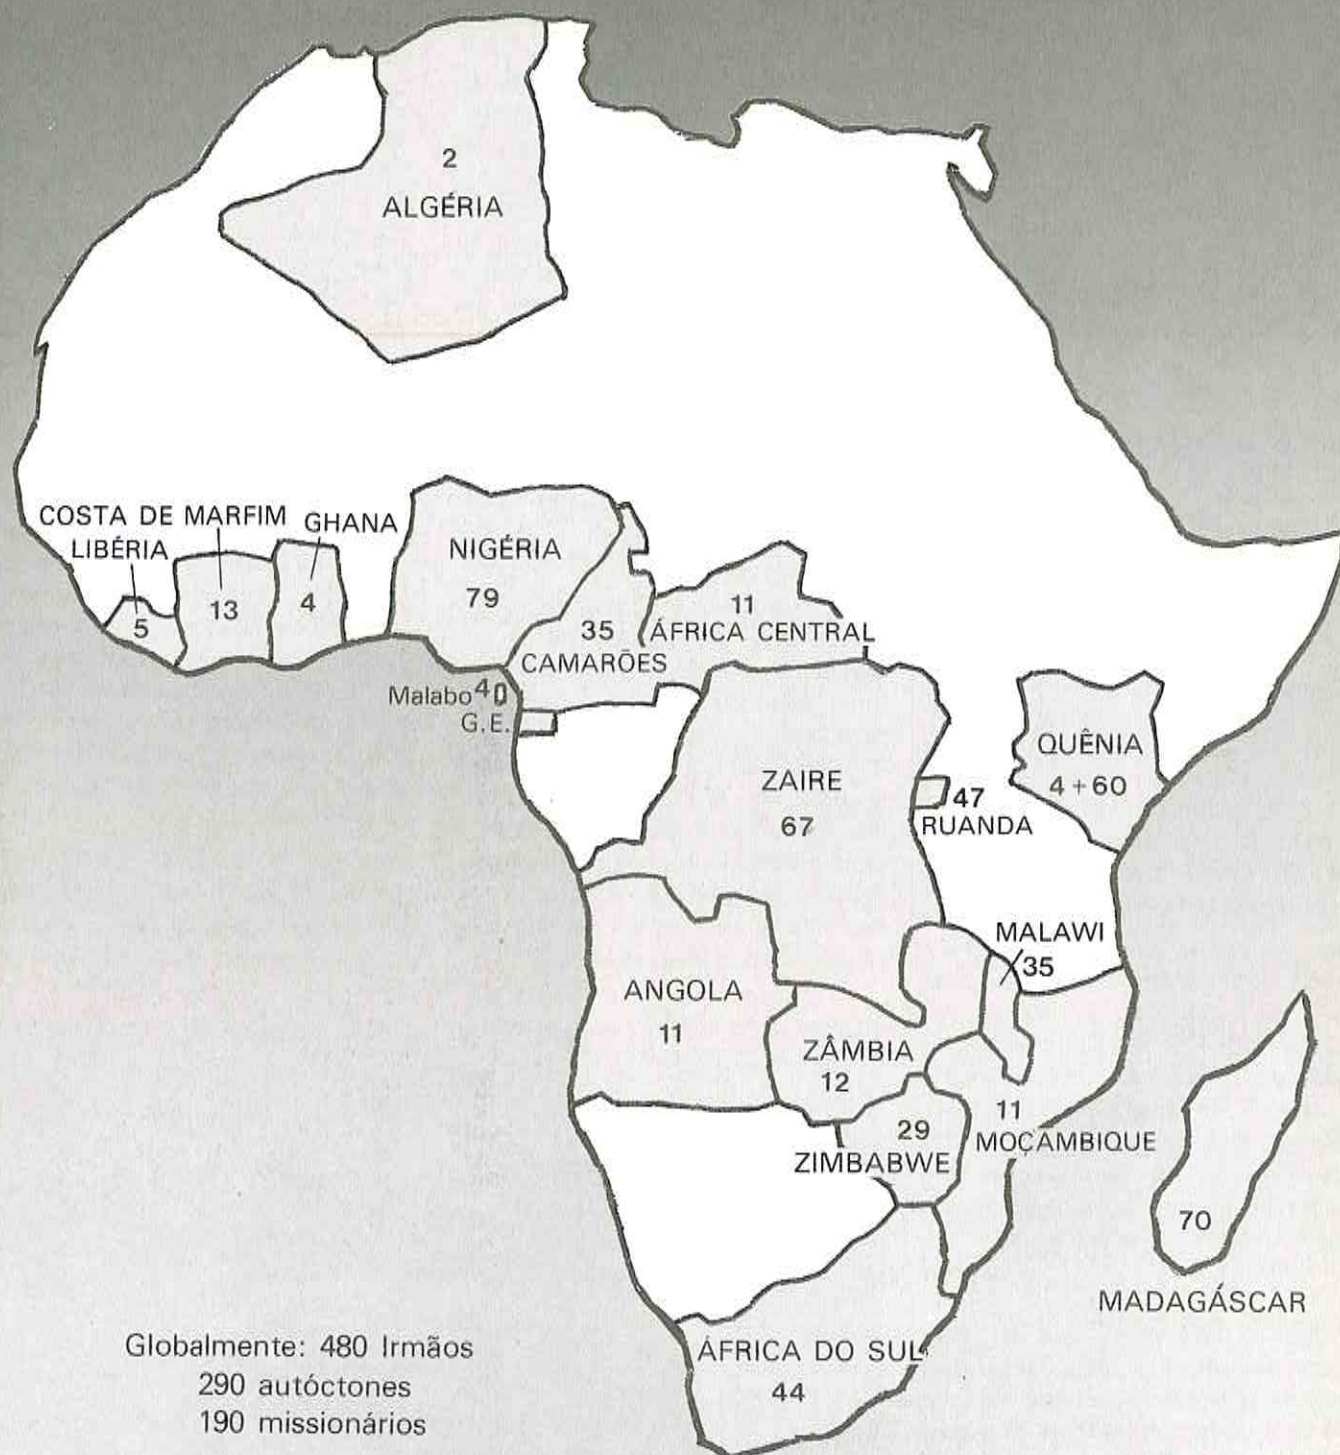 2
ALGÉRIA
COSTA DE MARFIM
GHANA
LIBÉRIA
5
13
4
NIGÉRIA
79
35
CAMARÕES
11
ÁFRICA CENTRAL
Malabo 4
G.E.
ZAIRE
67
47
RUANDA
QUÊNIA
4+60
MALAWI
35
ANGOLA
11
ZÂMBIA
12
29
ZIMBABWE
11
MOÇAMBIQUE
70
MADAGÁSCAR
ÁFRICA DO SUL
44
Globalmente: 480 Irmãos
290 autóctones
190 missionários